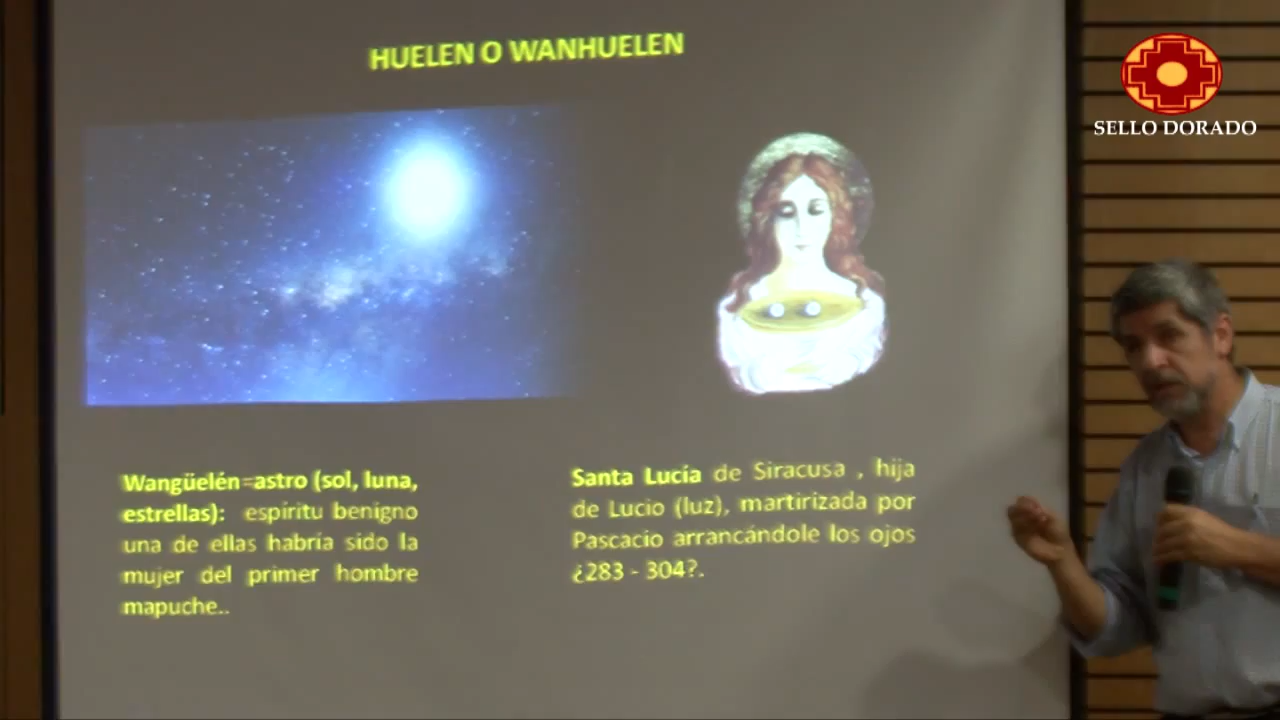 HUELEN O WANHUELEN
SELLO DORADO
Wangüelén=astro (sol, luna,
estrellas): espíritu benigno
una de ellas habría sido la
mujer del primer hombre
mapuche..
Santa Lucía de Siracusa , hija
de Lucio (luz), martirizada por
Pascacio arrancándole los ojos
¿283 - 304?.